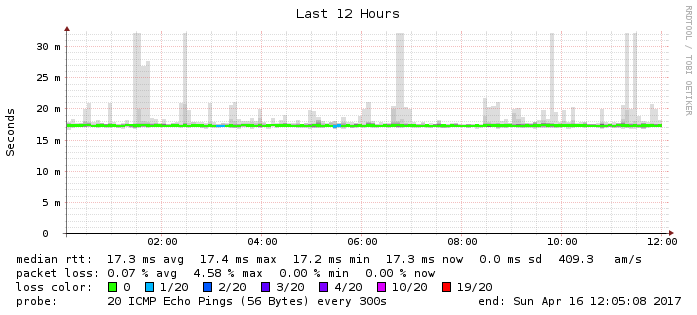 Last 12 Hours
RRDTOOL / TOBI OETIKER
Seconds
30 m
25 m
20 m
15 m
10 m
5 m
0
02:00 04:00 06:00 08:00 10:00 12:00
median rtt: 17.3 ms avg 17.4 ms max 17.2 ms min 17.3 ms now 0.0 ms sd 409.3 am/s
packet loss: 0.07 % avg 4.58 % max 0.00 % min 0.00 % now
loss color: 0 1/20 2/20 3/20 4/20 10/20 19/20
probe: 20 ICMP Echo Pings (56 Bytes) every 300s end: Sun Apr 16 12:05:08 2017